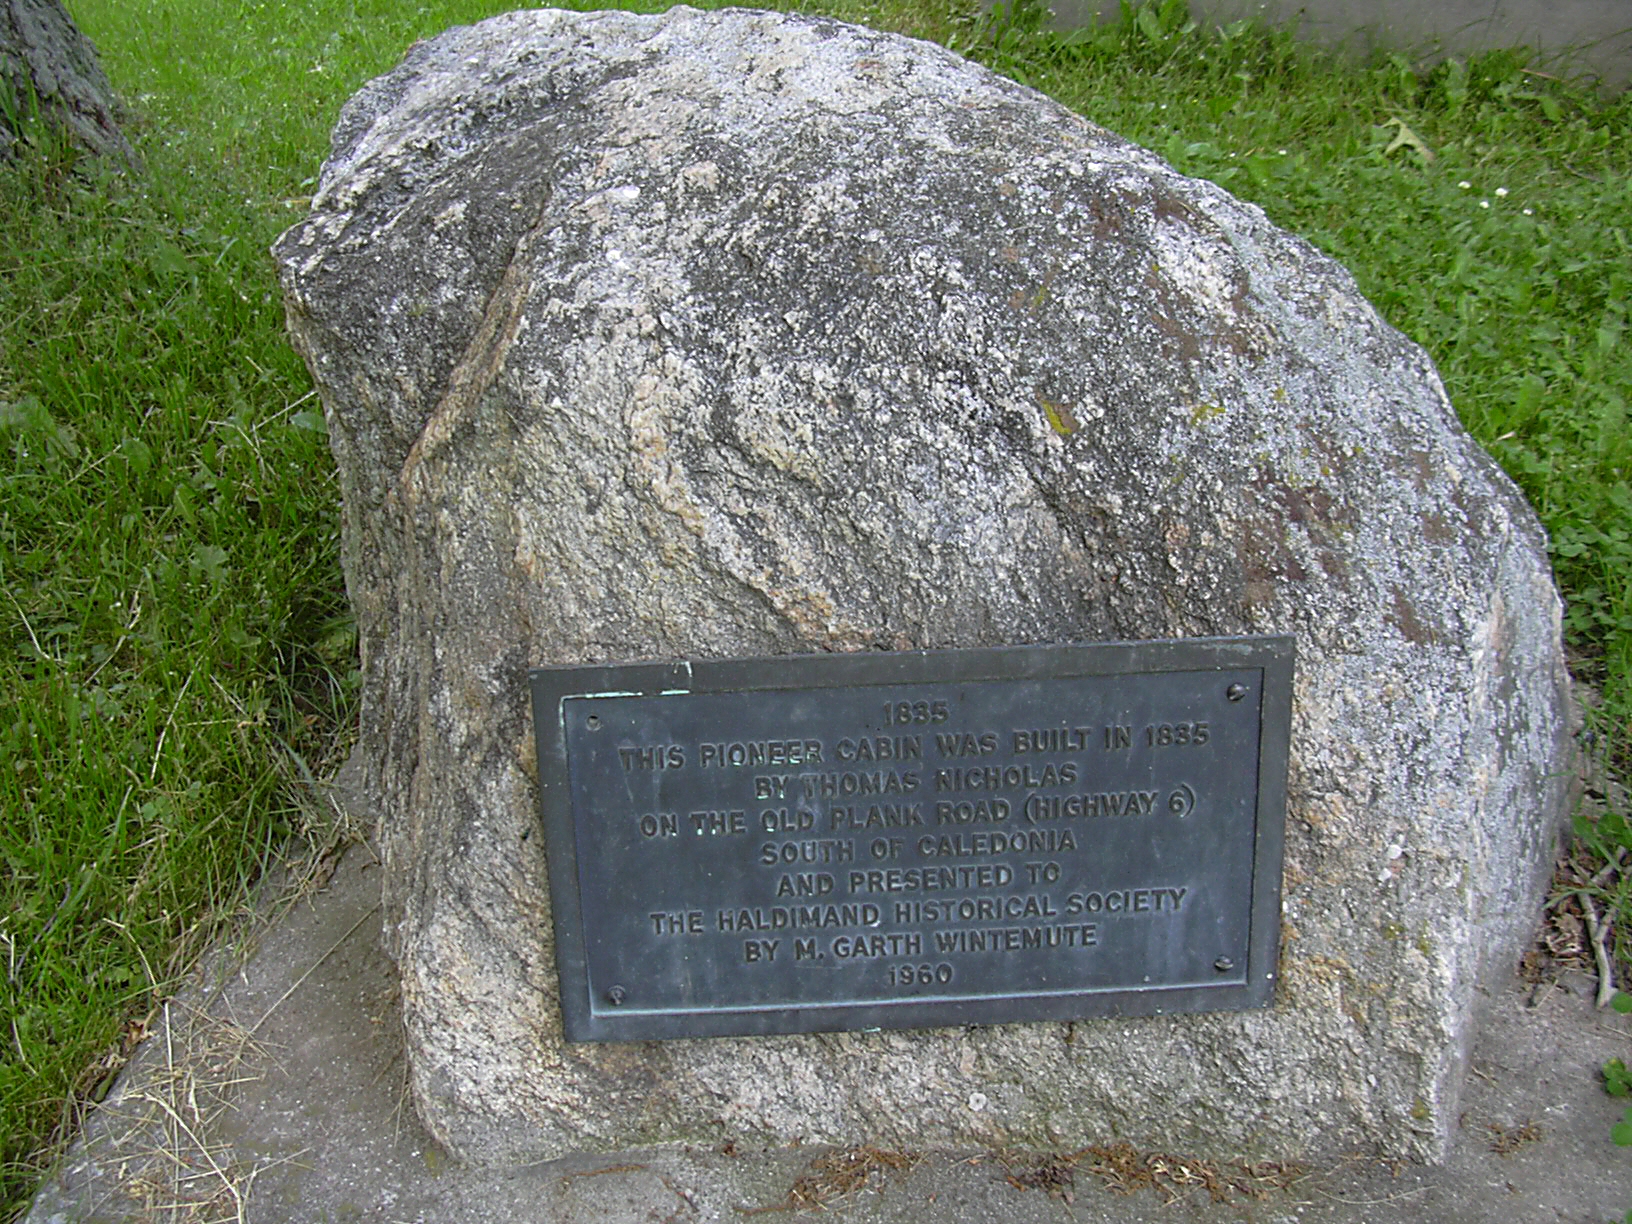 1835
THIS PIONEER CABIN WAS BUILT IN 1835
BY THOMAS NICHOLAS
ON THE OLD PLANK ROAD (HIGHWAY 6)
SOUTH OF CALEDONIA
AND PRESENTED TO
THE HALDIMAND HISTORICAL SOCIETY
BY M. GARTH WINTEMUTE
1960